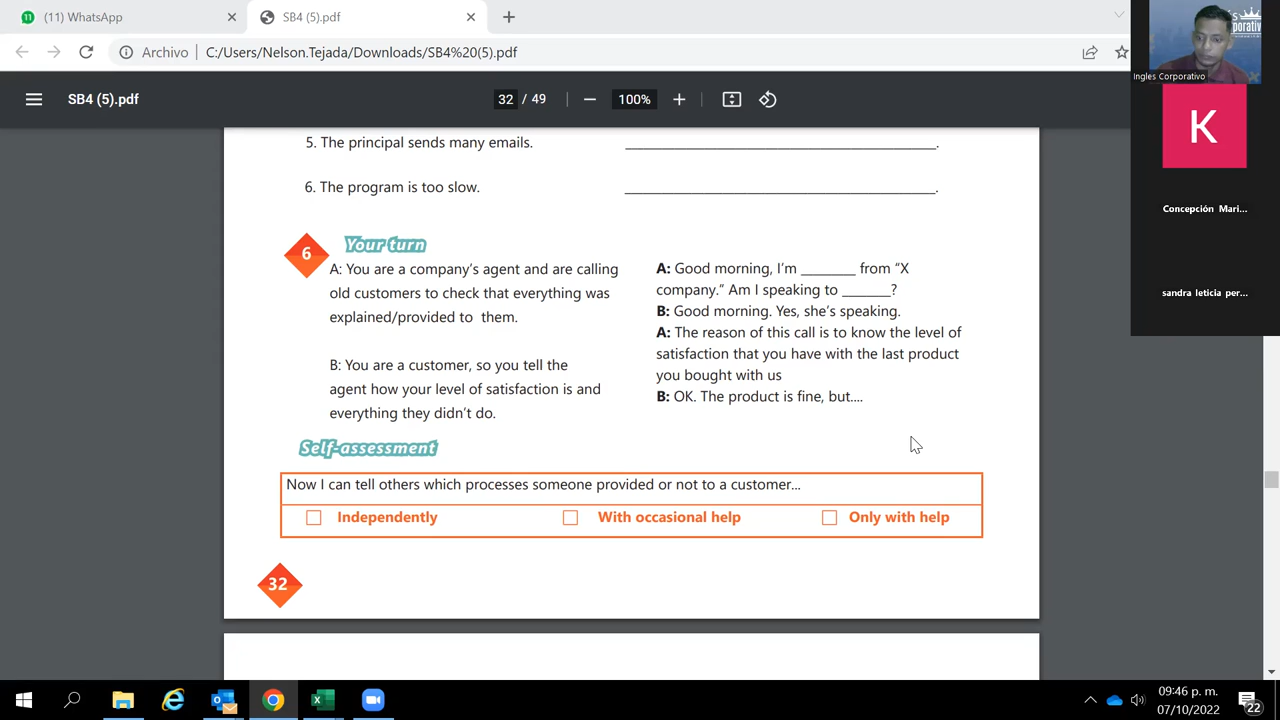 (11) WhatsApp
SB4 (5).pdf
Archivo
C:/Users/Nelson.Tejada/Downloads/SB4%20(5).pdf
Ingles Corporativo
SB4 (5).pdf
32 / 49
100%
K
Concepción Mari...
sandra leticia per...
5. The principal sends many emails. ______________________________________.
6. The program is too slow. ______________________________________.
6
Your turn
A: You are a company's agent and are calling
old customers to check that everything was
explained/provided to them.
B: You are a customer, so you tell the
agent how your level of satisfaction is and
everything they didn't do.
A: Good morning, I'm _______ from "X
company." Am I speaking to ______?
B: Good morning. Yes, she's speaking.
A: The reason of this call is to know the level of
satisfaction that you have with the last product
you bought with us
B: OK. The product is fine, but....
Self-assessment
Now I can tell others which processes someone provided or not to a customer...
Independently
With occasional help
Only with help
32
09:46 p. m.
07/10/2022
22